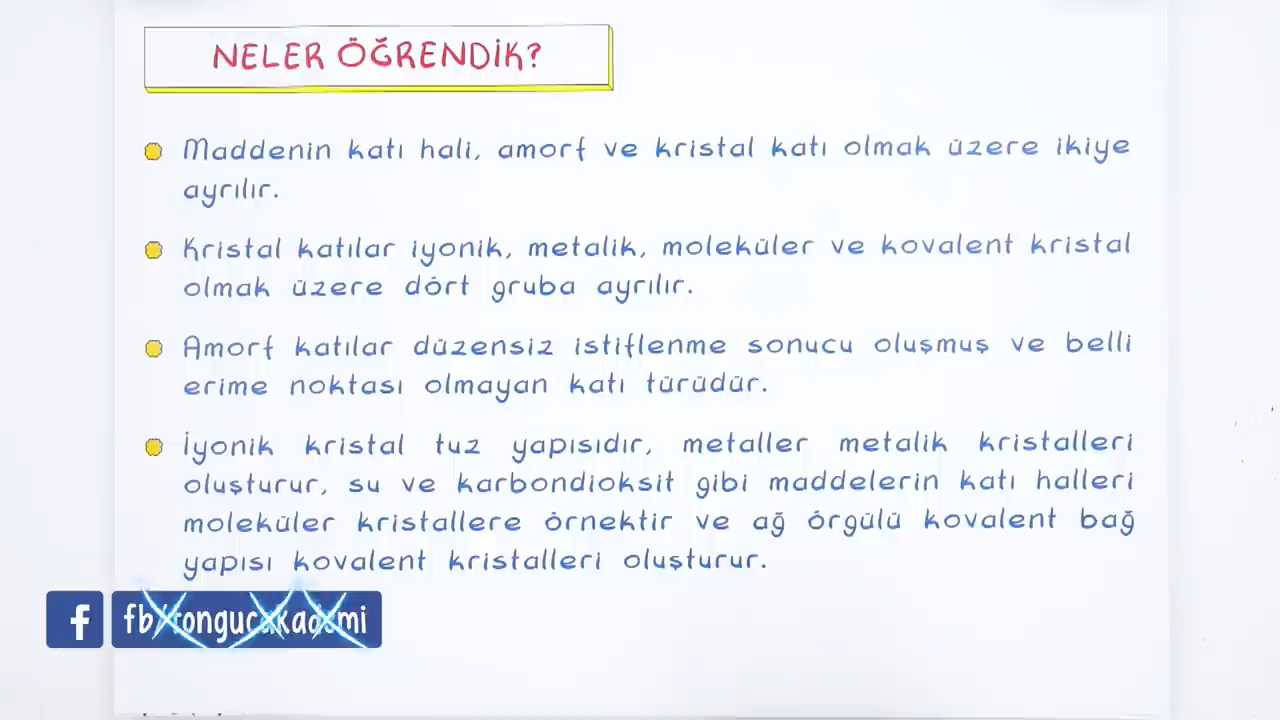 NELER ÖĞRENDİK?
Maddenin katı hali, amorf ve kristal katı olmak üzere ikiye
ayrılır.
Kristal katılar iyonik, metalik, moleküler ve kovalent kristal
olmak üzere dört gruba ayrılır.
Amorf katılar düzensiz istiflenme sonucu oluşmuş ve belli
erime noktası olmayan katı türüdür.
İyonik kristal tuz yapısıdır, metaller metalik kristalleri
oluşturur, su ve karbondioksit gibi maddelerin katı halleri
moleküler kristallere örnektir ve ağ örgülü kovalent bağ
yapısı kovalent kristalleri oluşturur.
f fb/tongucakademi